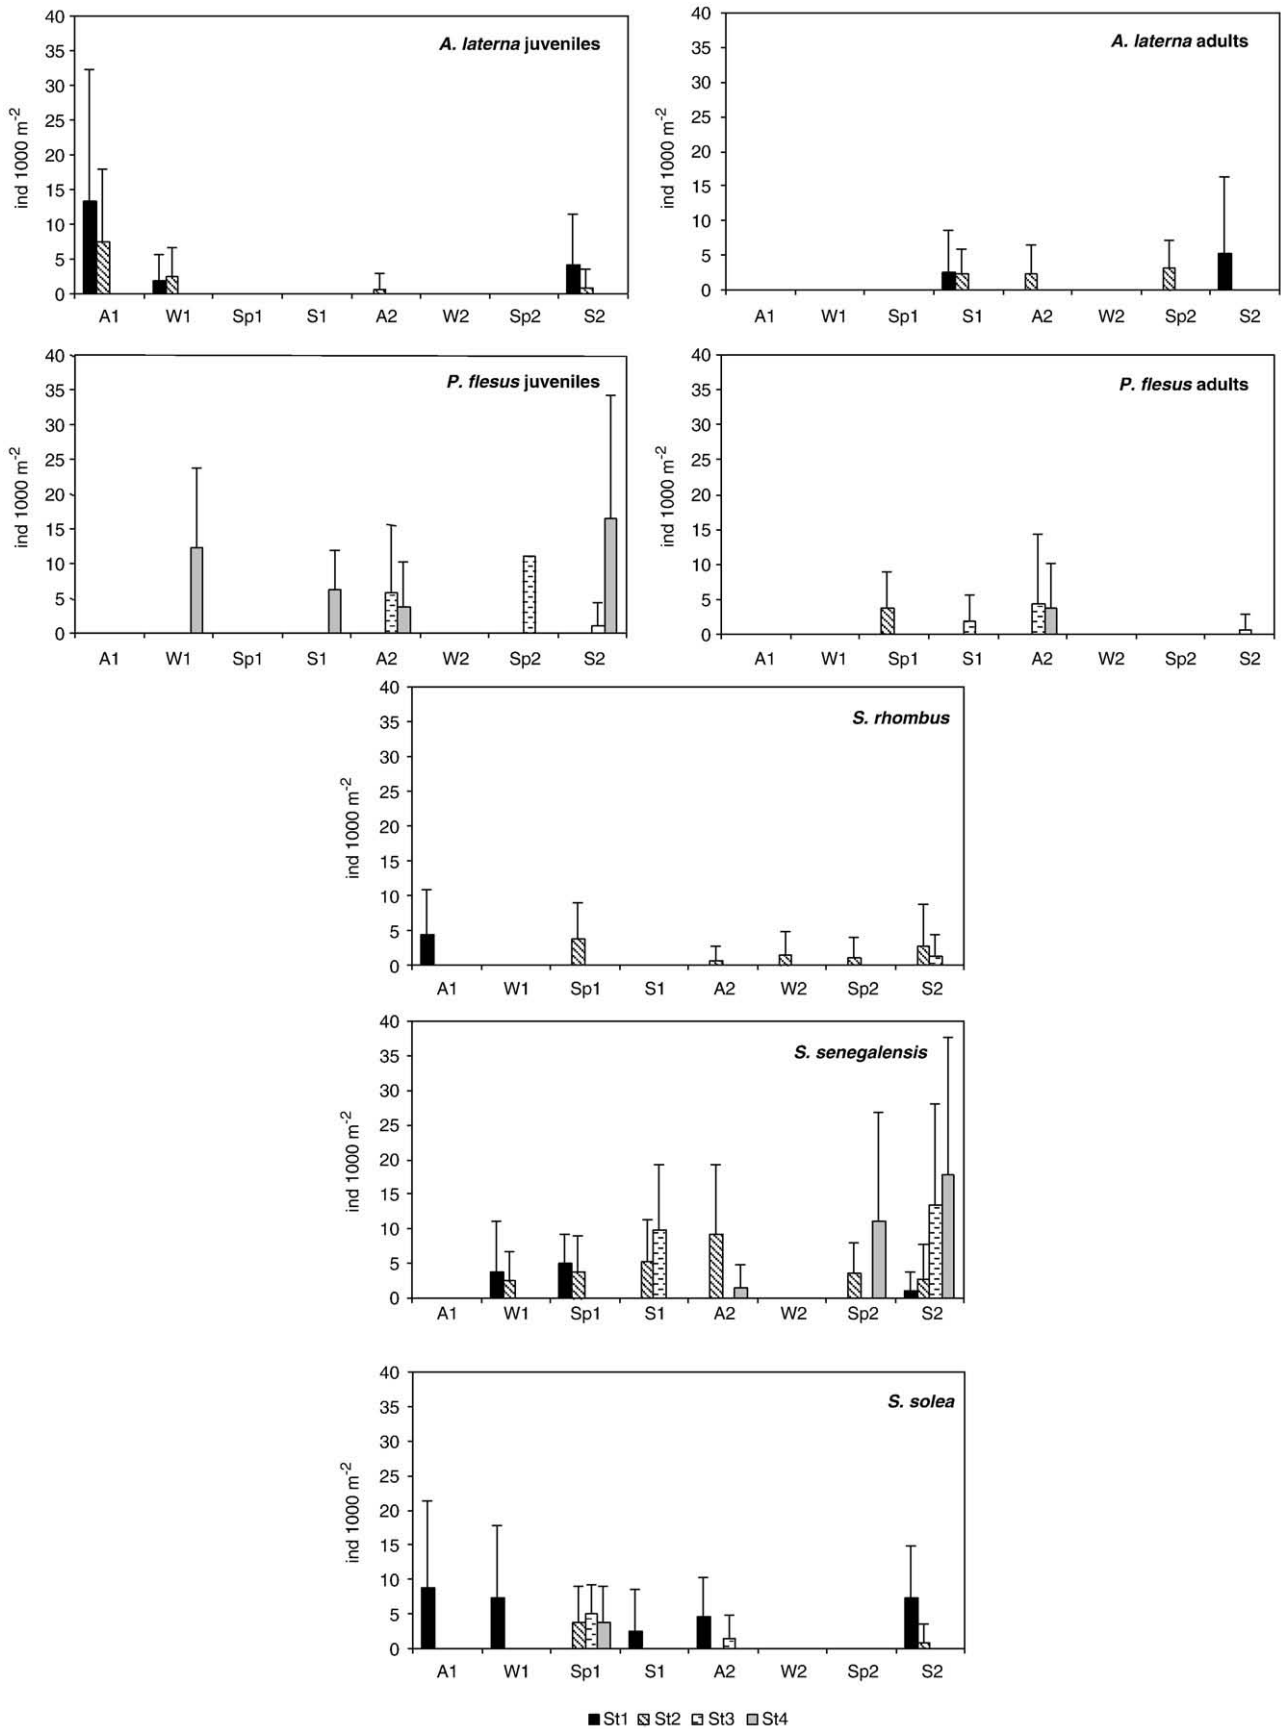 A. laterna juveniles
ind 1000 m-2
40
35
30
25
20
15
10
5
0
A1 W1 Sp1 S1 A2 W2 Sp2 S2
A. laterna adults
ind 1000 m-2
40
35
30
25
20
15
10
5
0
A1 W1 Sp1 S1 A2 W2 Sp2 S2
P. flesus juveniles
ind 1000 m-2
40
35
30
25
20
15
10
5
0
A1 W1 Sp1 S1 A2 W2 Sp2 S2
P. flesus adults
ind 1000 m-2
40
35
30
25
20
15
10
5
0
A1 W1 Sp1 S1 A2 W2 Sp2 S2
S. rhombus
ind 1000 m-2
40
35
30
25
20
15
10
5
0
A1 W1 Sp1 S1 A2 W2 Sp2 S2
S. senegalensis
ind 1000 m-2
40
35
30
25
20
15
10
5
0
A1 W1 Sp1 S1 A2 W2 Sp2 S2
S. solea
ind 1000 m-2
40
35
30
25
20
15
10
5
0
A1 W1 Sp1 S1 A2 W2 Sp2 S2
St1 St2 St3 St4